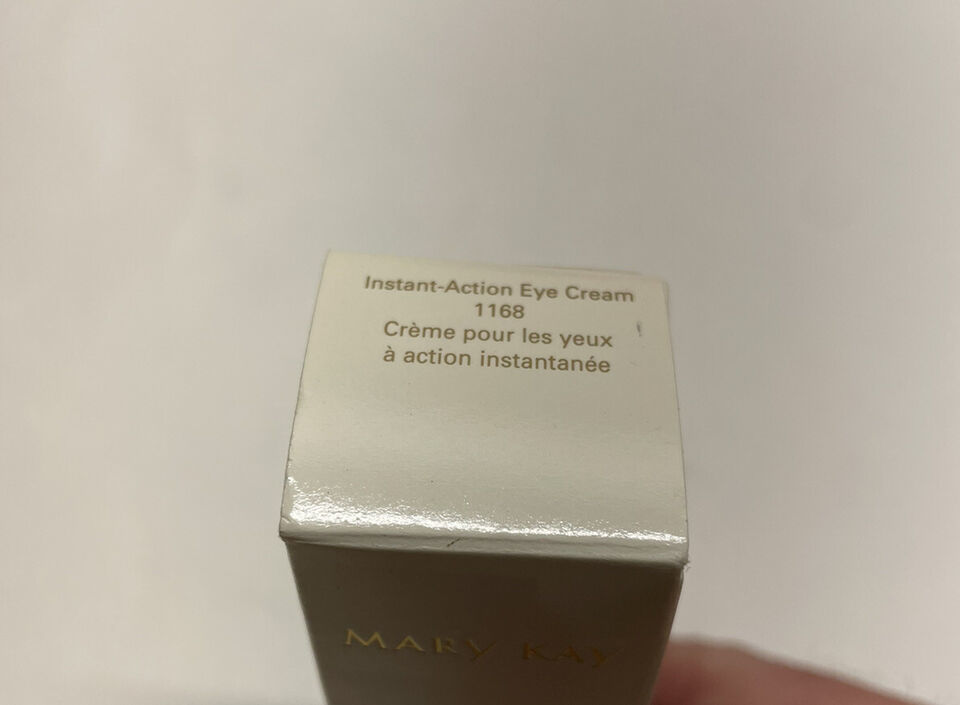 Instant-Action Eye Cream
1168
Crème pour les yeux
à action instantanée
MARY KAY